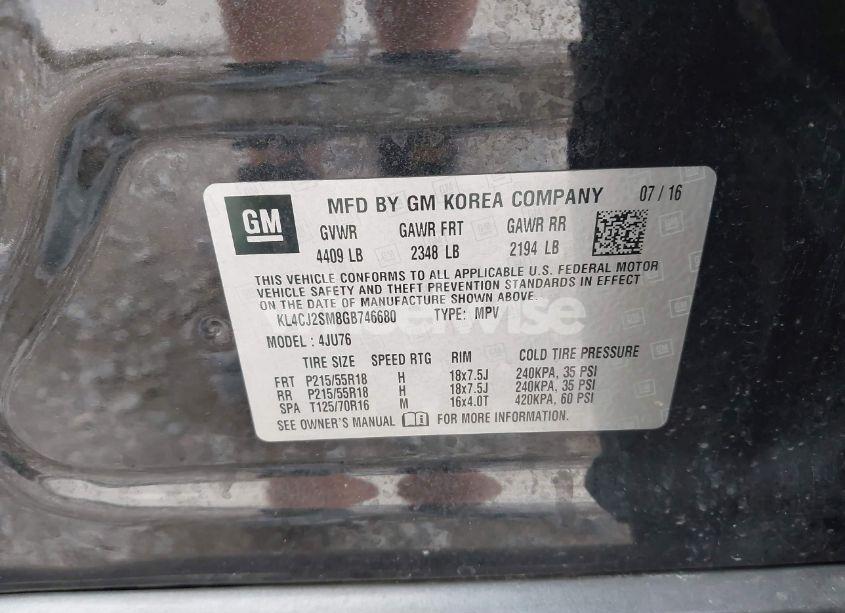 GM
MFD BY GM KOREA COMPANY 07 / 16
GVWR GAWR FRT GAWR RR
4409 LB 2348 LB 2194 LB
THIS VEHICLE CONFORMS TO ALL APPLICABLE U.S. FEDERAL MOTOR
VEHICLE SAFETY AND THEFT PREVENTION STANDARDS IN EFFECT
ON THE DATE OF MANUFACTURE SHOWN ABOVE.
KL4CJ2SM8GB746680 TYPE: MPV
MODEL : 4JU76
TIRE SIZE SPEED RTG RIM COLD TIRE PRESSURE
FRT P215/55R18 H 18x7.5J 240KPA, 35 PSI
RR P215/55R18 H 18x7.5J 240KPA, 35 PSI
SPA T125/70R16 M 16x4.0T 420KPA, 60 PSI
SEE OWNER'S MANUAL FOR MORE INFORMATION.